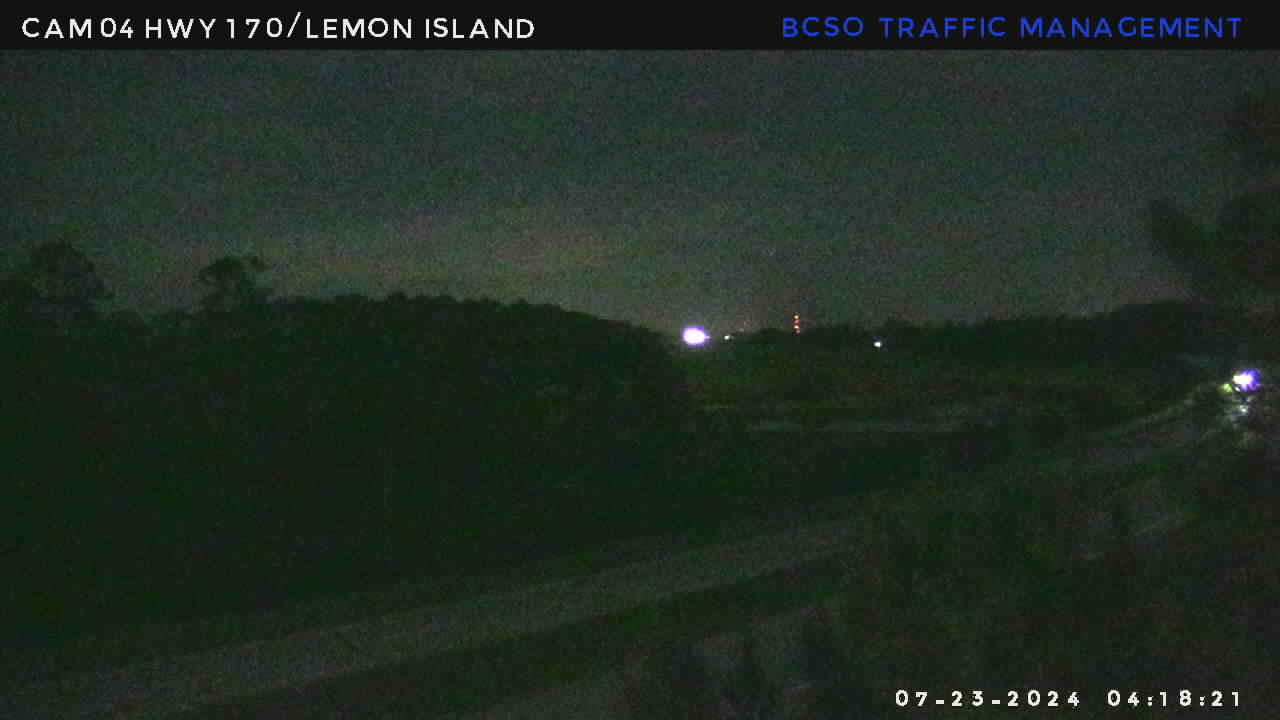 CAM04 HWY 170/LEMON ISLAND
BCSO TRAFFIC MANAGEMENT
07-23-2024 04:18:21